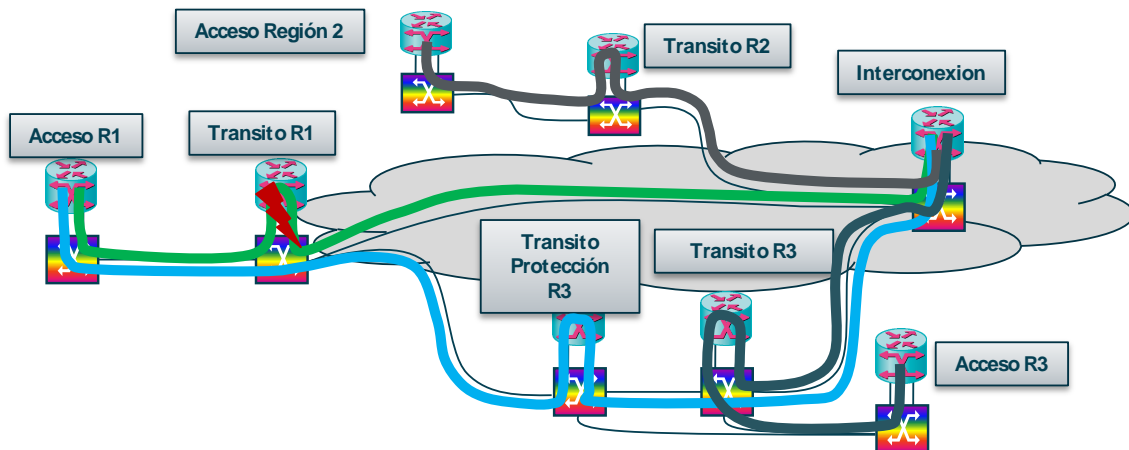 Acceso Región 2
Transito R2
Interconexion
Acceso R1
Transito R1
Transito
Protección
R3
Transito R3
Acceso R3